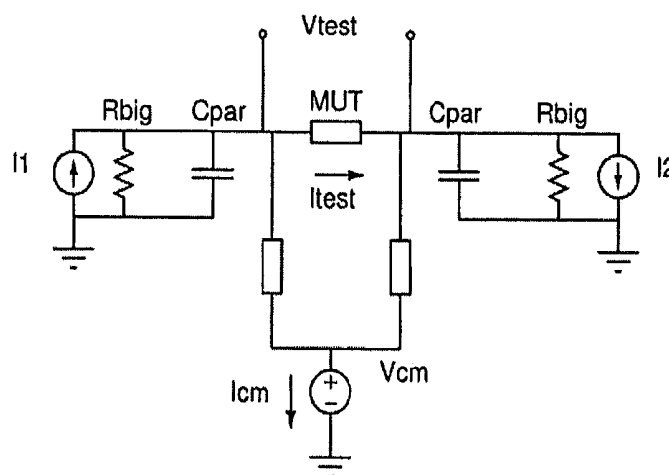 Vtest
Rbig
Cpar
MUT
Cpar
Rbig
I1
Itest
I2
Vcm
Icm